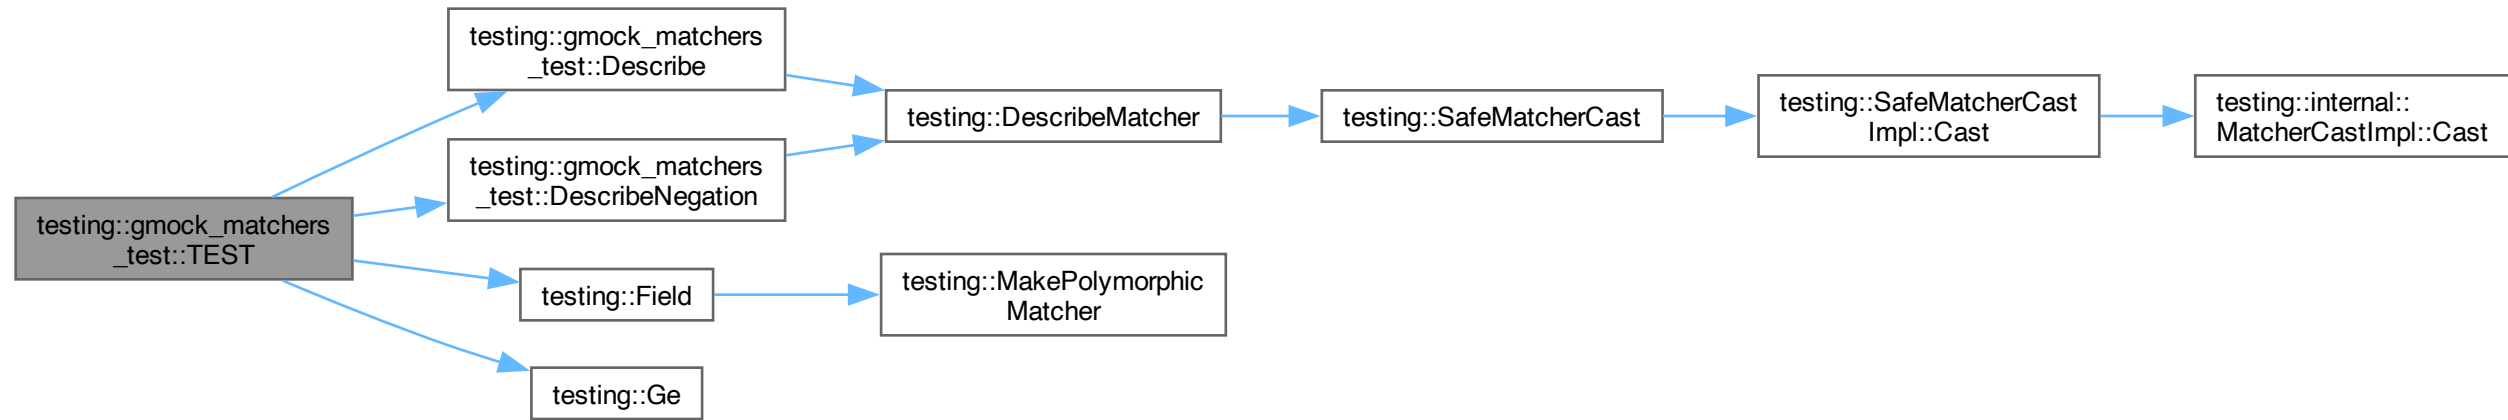 testing::gmock_matchers
_test::TEST
testing::gmock_matchers
_test::Describe
testing::gmock_matchers
_test::DescribeNegation
testing::Field
testing::Ge
testing::DescribeMatcher
testing::MakePolymorphic
Matcher
testing::SafeMatcherCast
testing::SafeMatcherCast
Impl::Cast
testing::internal::
MatcherCastImpl::Cast